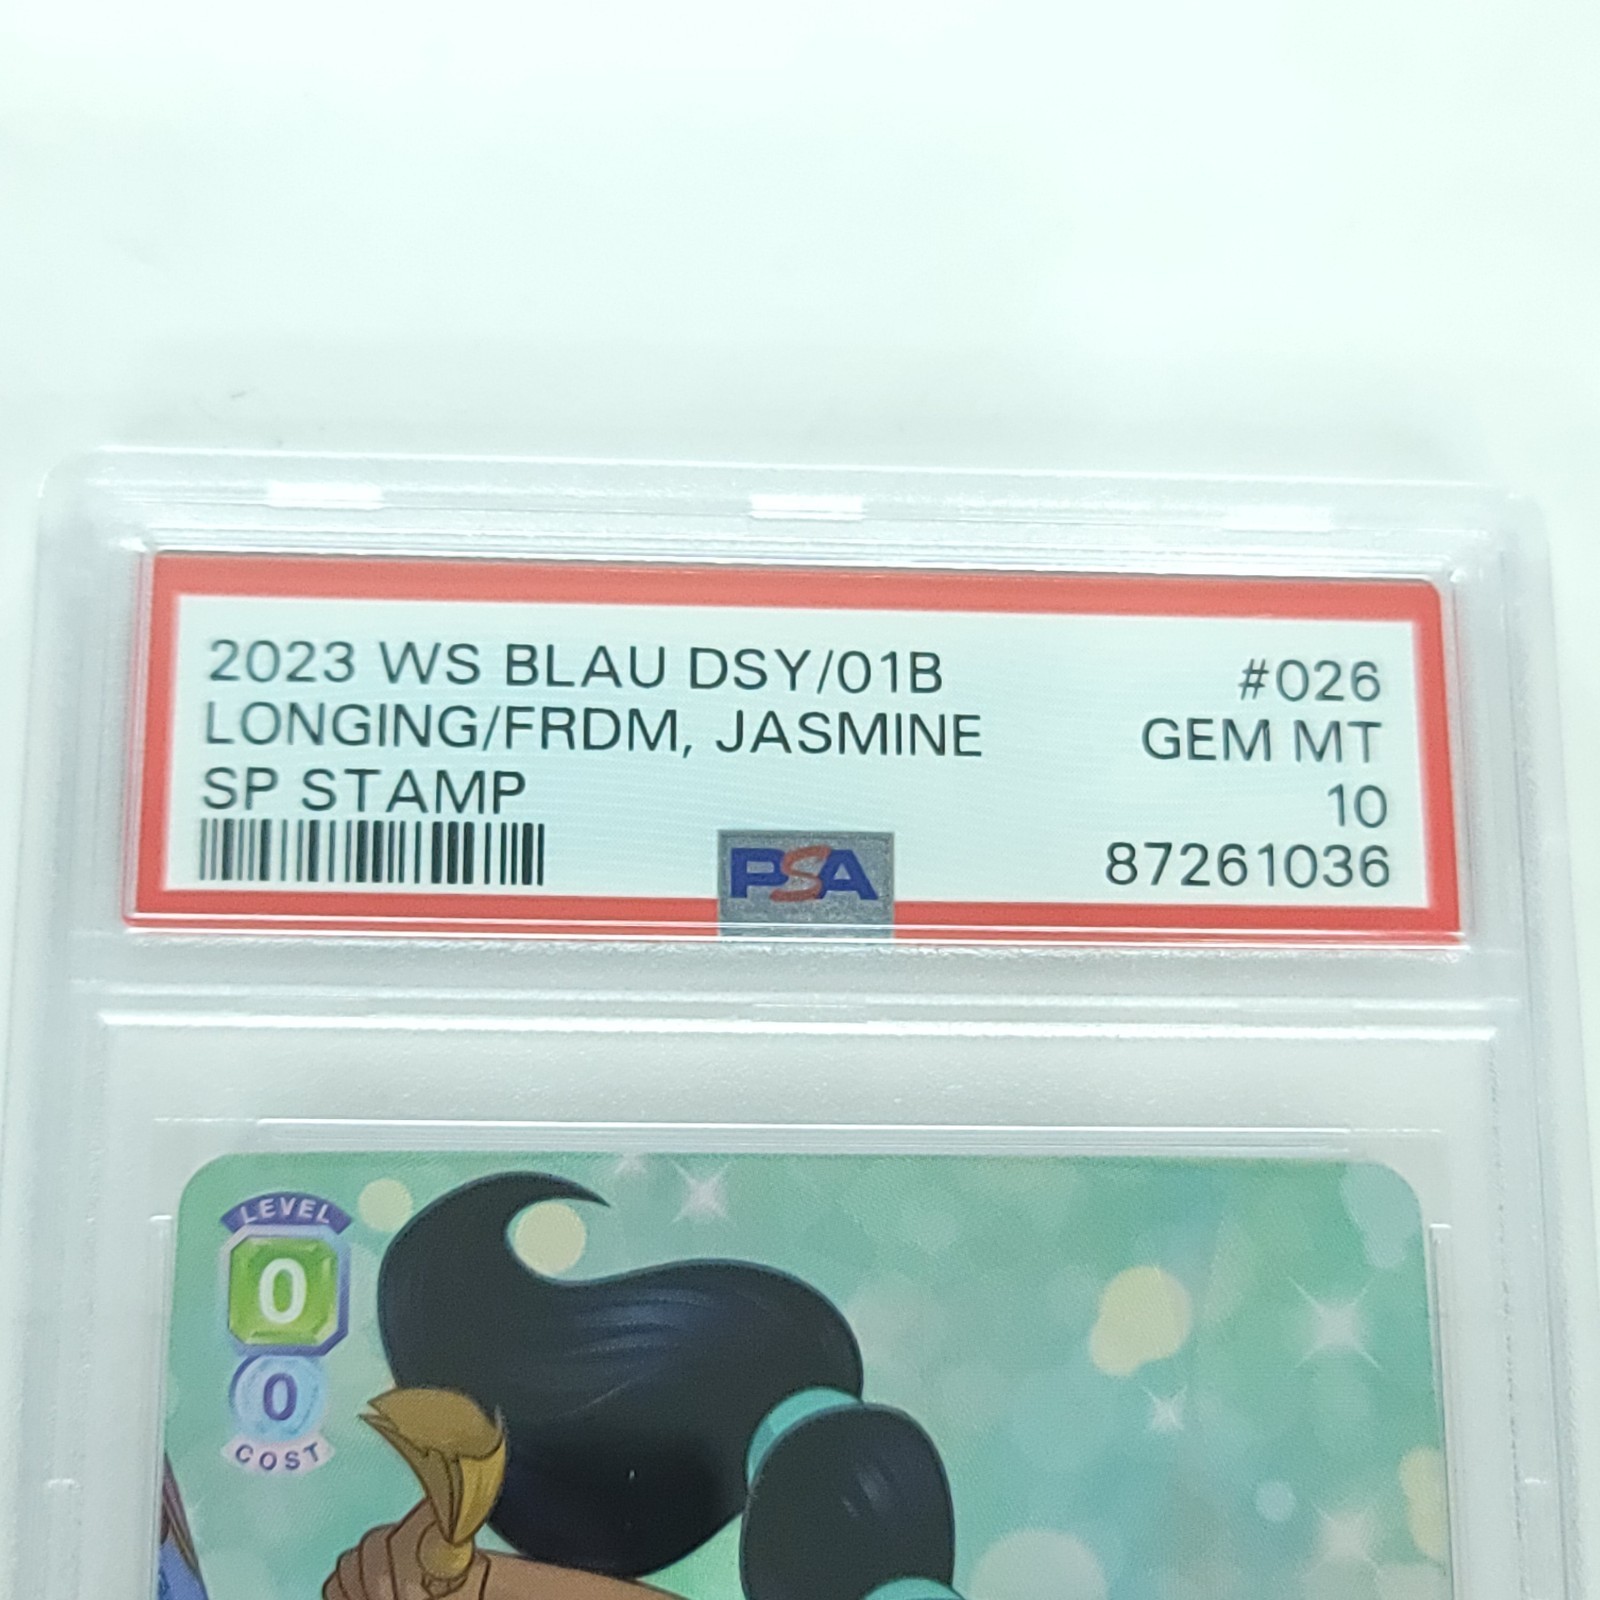 2023 WS BLAU DSY/01B #026
LONGING/FRDM, JASMINE GEM MT
SP STAMP 10
PSA 87261036
LEVEL
0
0
COST